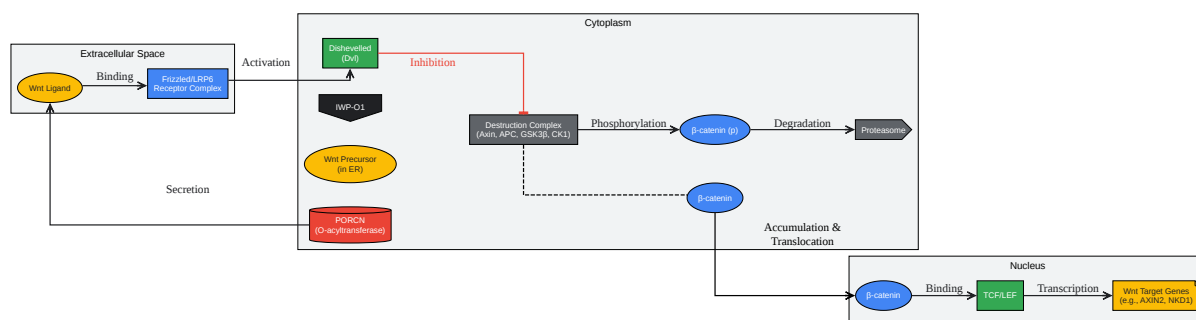 Cytoplasm
Extracellular Space
Wnt Ligand
Binding
Frizzled/LRP6
Receptor Complex
Activation
Dishevelled
(Dvl)
Inhibition
IWP-O1
Destruction Complex
(Axin, APC, GSK3β, CK1)
Phosphorylation
β-catenin (p)
Degradation
Proteasome
Wnt Precursor
(in ER)
Secretion
β-catenin
PORCN
(O-acyltransferase)
Accumulation &
Translocation
Nucleus
β-catenin
Binding
TCF/LEF
Transcription
Wnt Target Genes
(e.g., AXIN2, NKD1)